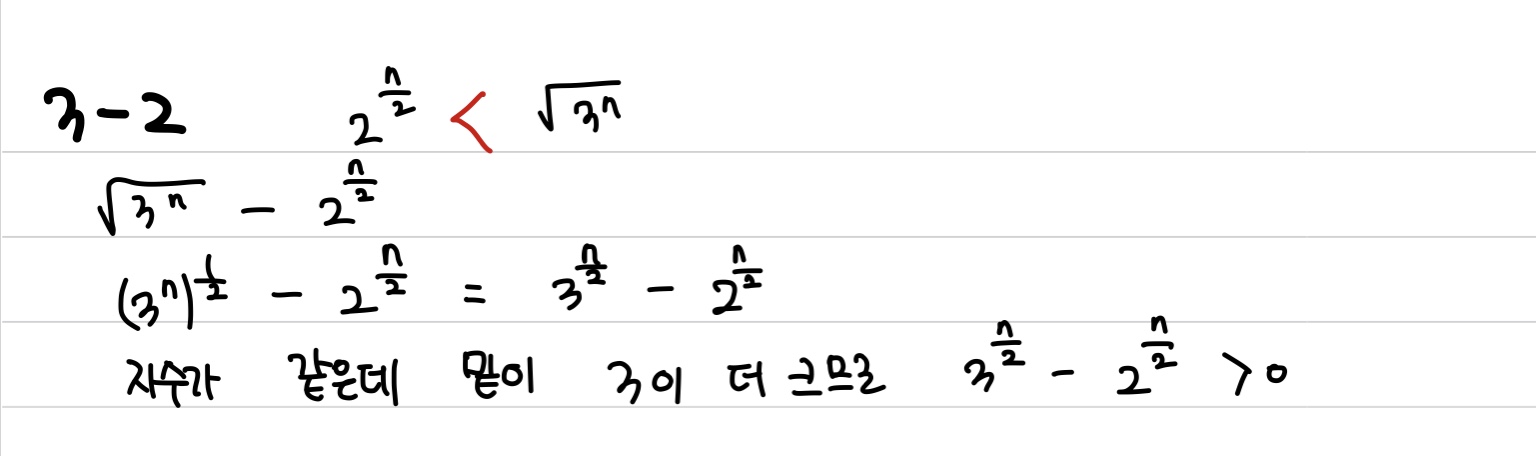 3-2 2^{\frac{n}{2}} < \sqrt{3^n}
\sqrt{3^n} - 2^{\frac{n}{2}}
(3^n)^{\frac{1}{2}} - 2^{\frac{n}{2}} = 3^{\frac{n}{2}} - 2^{\frac{n}{2}}
지수가 같은데 밑이 3이 더 크므로 3^{\frac{n}{2}} - 2^{\frac{n}{2}} > 0